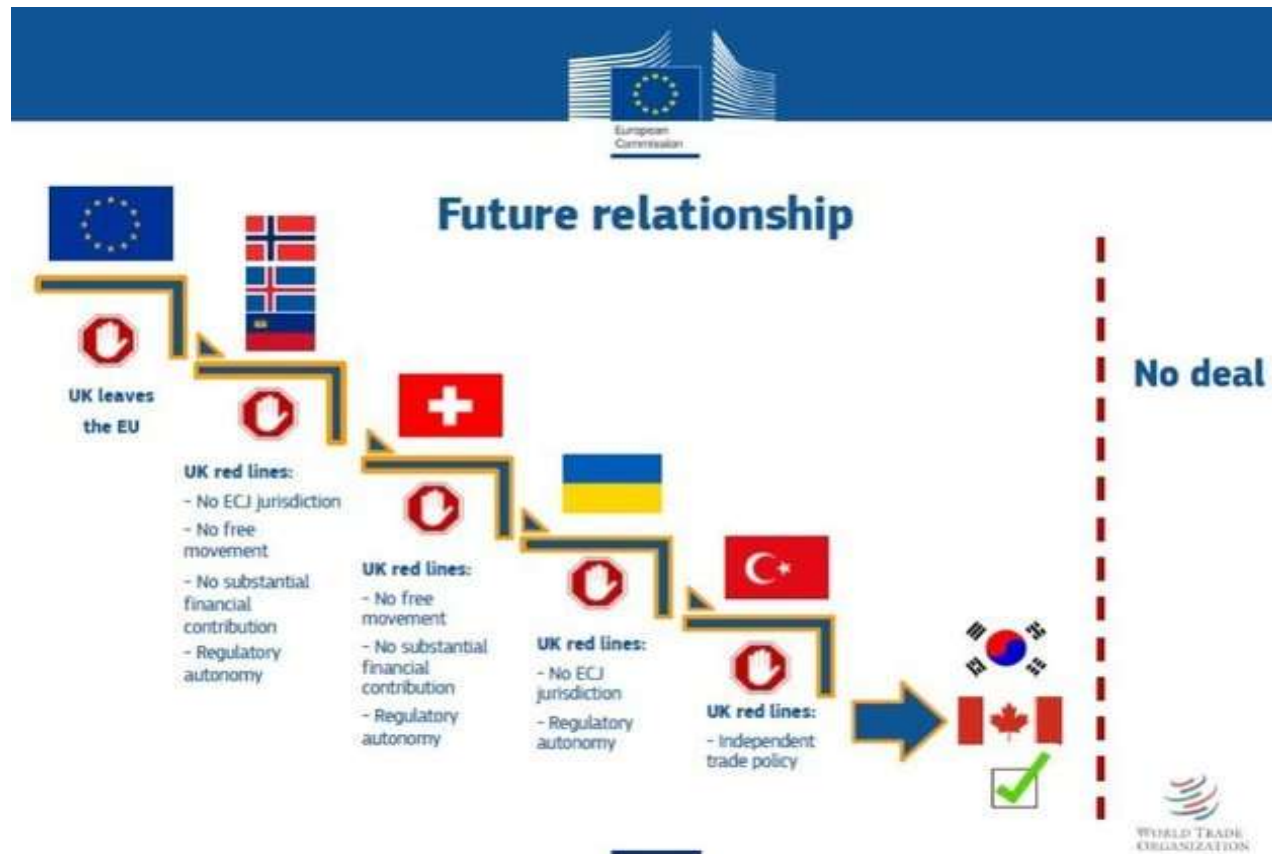 European
Commission
Future relationship
UK leaves
the EU
UK red lines:
- No ECJ jurisdiction
- No free
movement
- No substantial
financial
contribution
- Regulatory
autonomy
UK red lines:
- No free
movement
- No substantial
financial
contribution
- Regulatory
autonomy
UK red lines:
- No ECJ
jurisdiction
- Regulatory
autonomy
UK red lines:
- Independent
trade policy
No deal
WORLD TRADE
ORGANIZATION